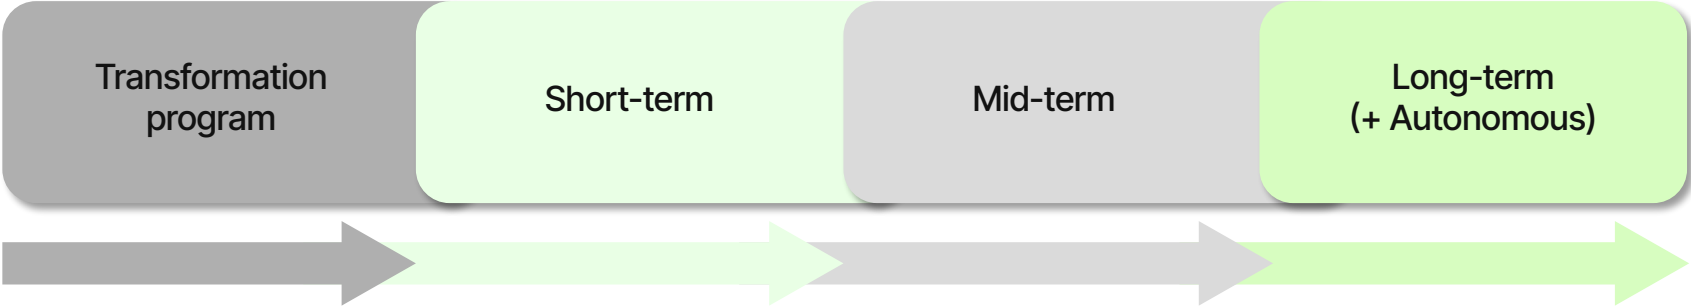 Transformation
program
Short-term
Mid-term
Long-term
(+ Autonomous)